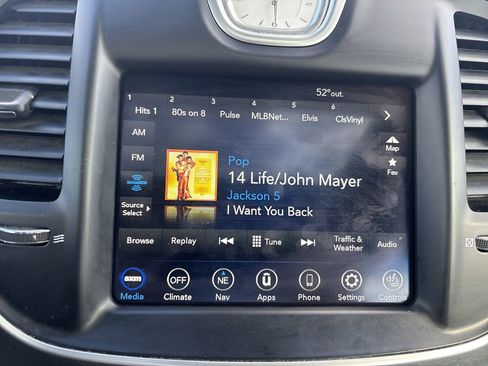 52°out.
1 2 3 4 5 6
Hits 1 80s on 8 Pulse MLBNet... Elvis ClsVinyl
AM
FM
Map
Fav
siriusxm
Source Select
Pop
14 Life/John Mayer
Jackson 5
I Want You Back
Browse Replay Tune Traffic & Weather Audio
sxm OFF NE
Media Climate Nav Apps Phone Settings Controls